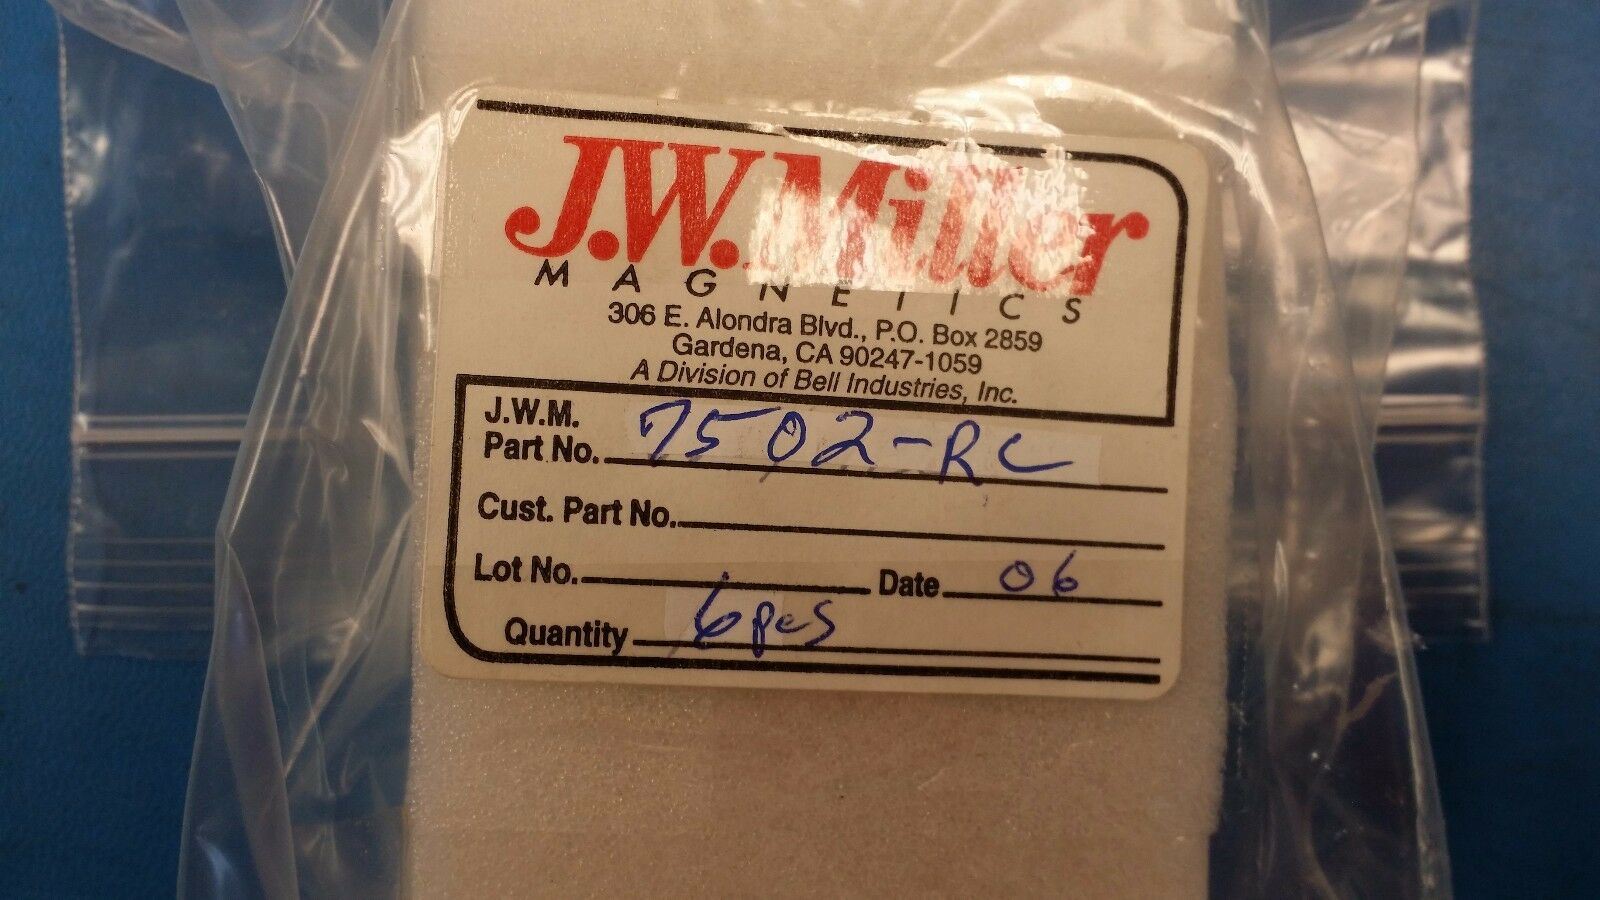 J.W. Miller
MAGNETICS
306 E. Alondra Blvd., P.O. Box 2859
Gardena, CA 90247-1059
A Division of Bell Industries, Inc.
J.W.M.
Part No. 7502-RC
Cust. Part No.
Lot No. Date 06
Quantity 6pcs